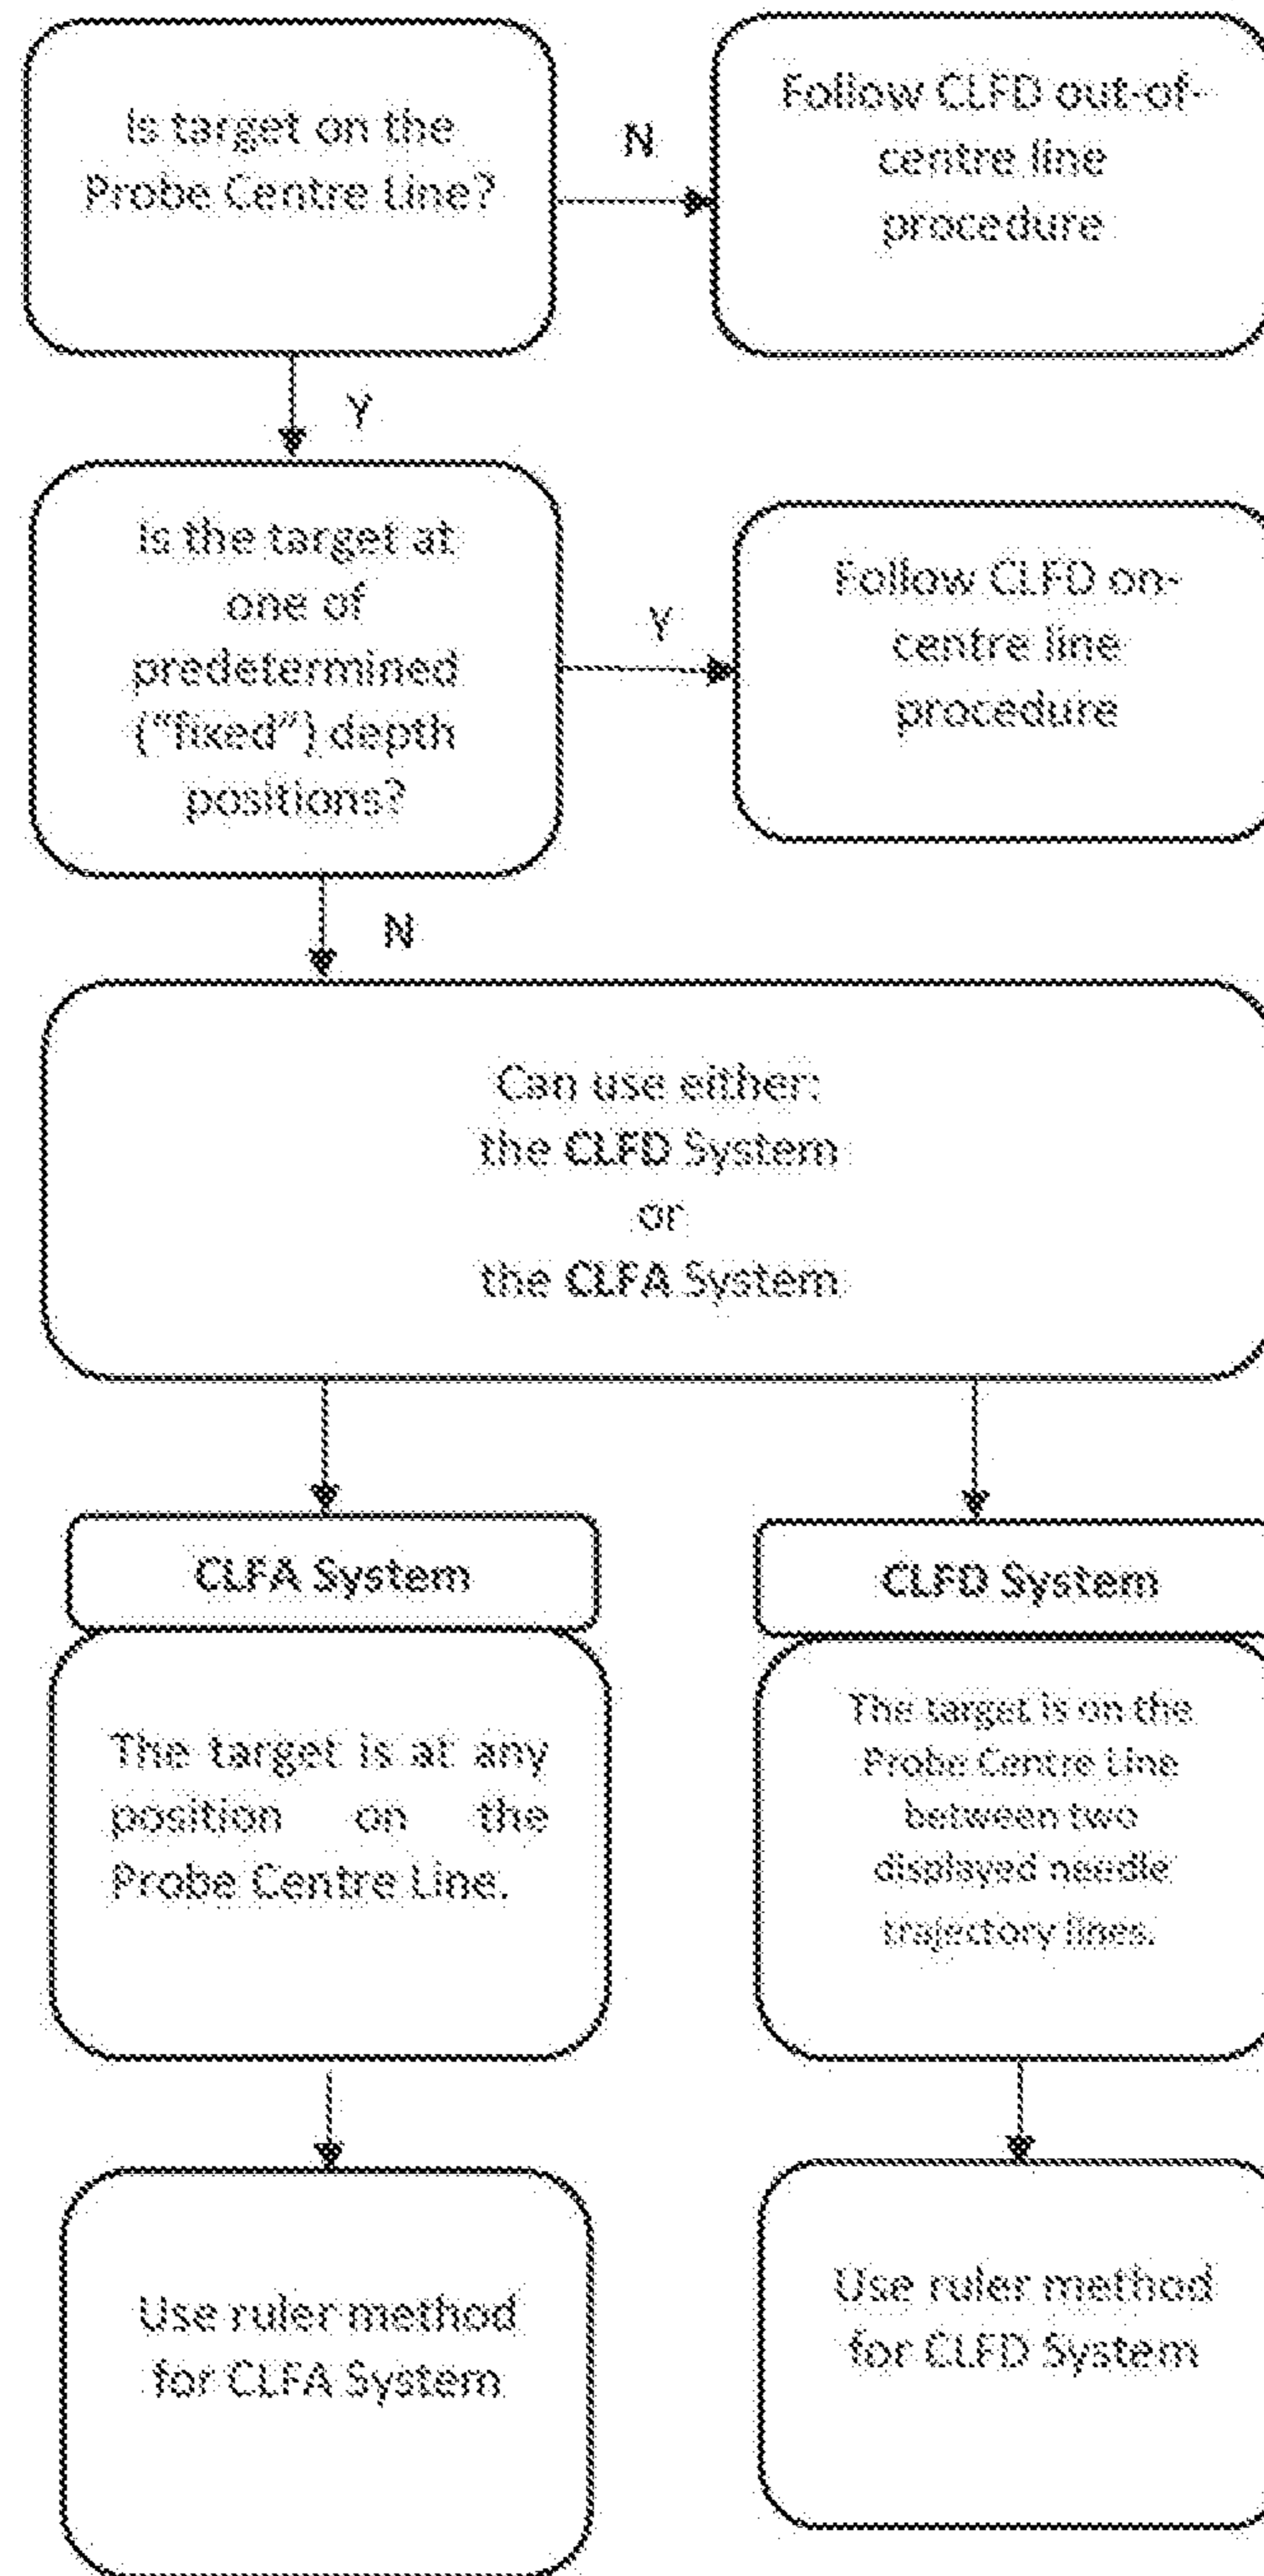 Is target on the
Probe Centre Line?
N
Follow CLFD out-of-
centre line
procedure
Y
Is the target at
one of
predetermined
("fixed") depth
positions?
Y
Follow CLFD on-
centre line
procedure
N
Can use either:
the CLFD System
or
the CLFA System
CLFA System
The target is at any
position on the
Probe Centre Line.
CLFD System
The target is on the
Probe Centre Line
between two
displayed needle
trajectory lines.
Use ruler method
for CLFA System
Use ruler method
for CLFD System